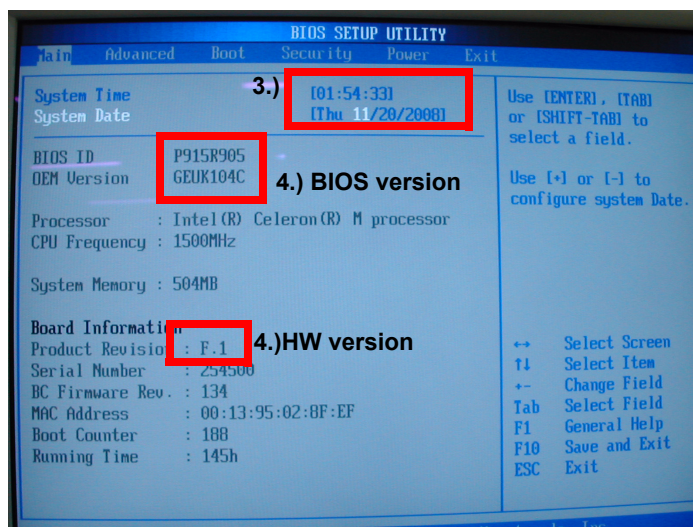 BIOS SETUP UTILITY
Main Advanced Boot Security Power Exit
System Time 3.) [01:54:33]
System Date [Thu 11/20/2008]
BIOS ID P915R905
OEM Version GEUK104C
4.) BIOS version
Processor : Intel(R) Celeron(R) M processor
CPU Frequency : 1500MHz
System Memory : 504MB
Board Information
Product Revision : F.1
4.)HW version
Serial Number : 254500
BC Firmware Rev. : 134
MAC Address : 00:13:95:02:8F:EF
Boot Counter : 188
Running Time : 145h
Use [ENTER], [TAB]
or [SHIFT-TAB] to
select a field.
Use [+] or [-] to
configure system Date.
↔ Select Screen
↑↓ Select Item
+- Change Field
Tab Select Field
F1 General Help
F10 Save and Exit
ESC Exit